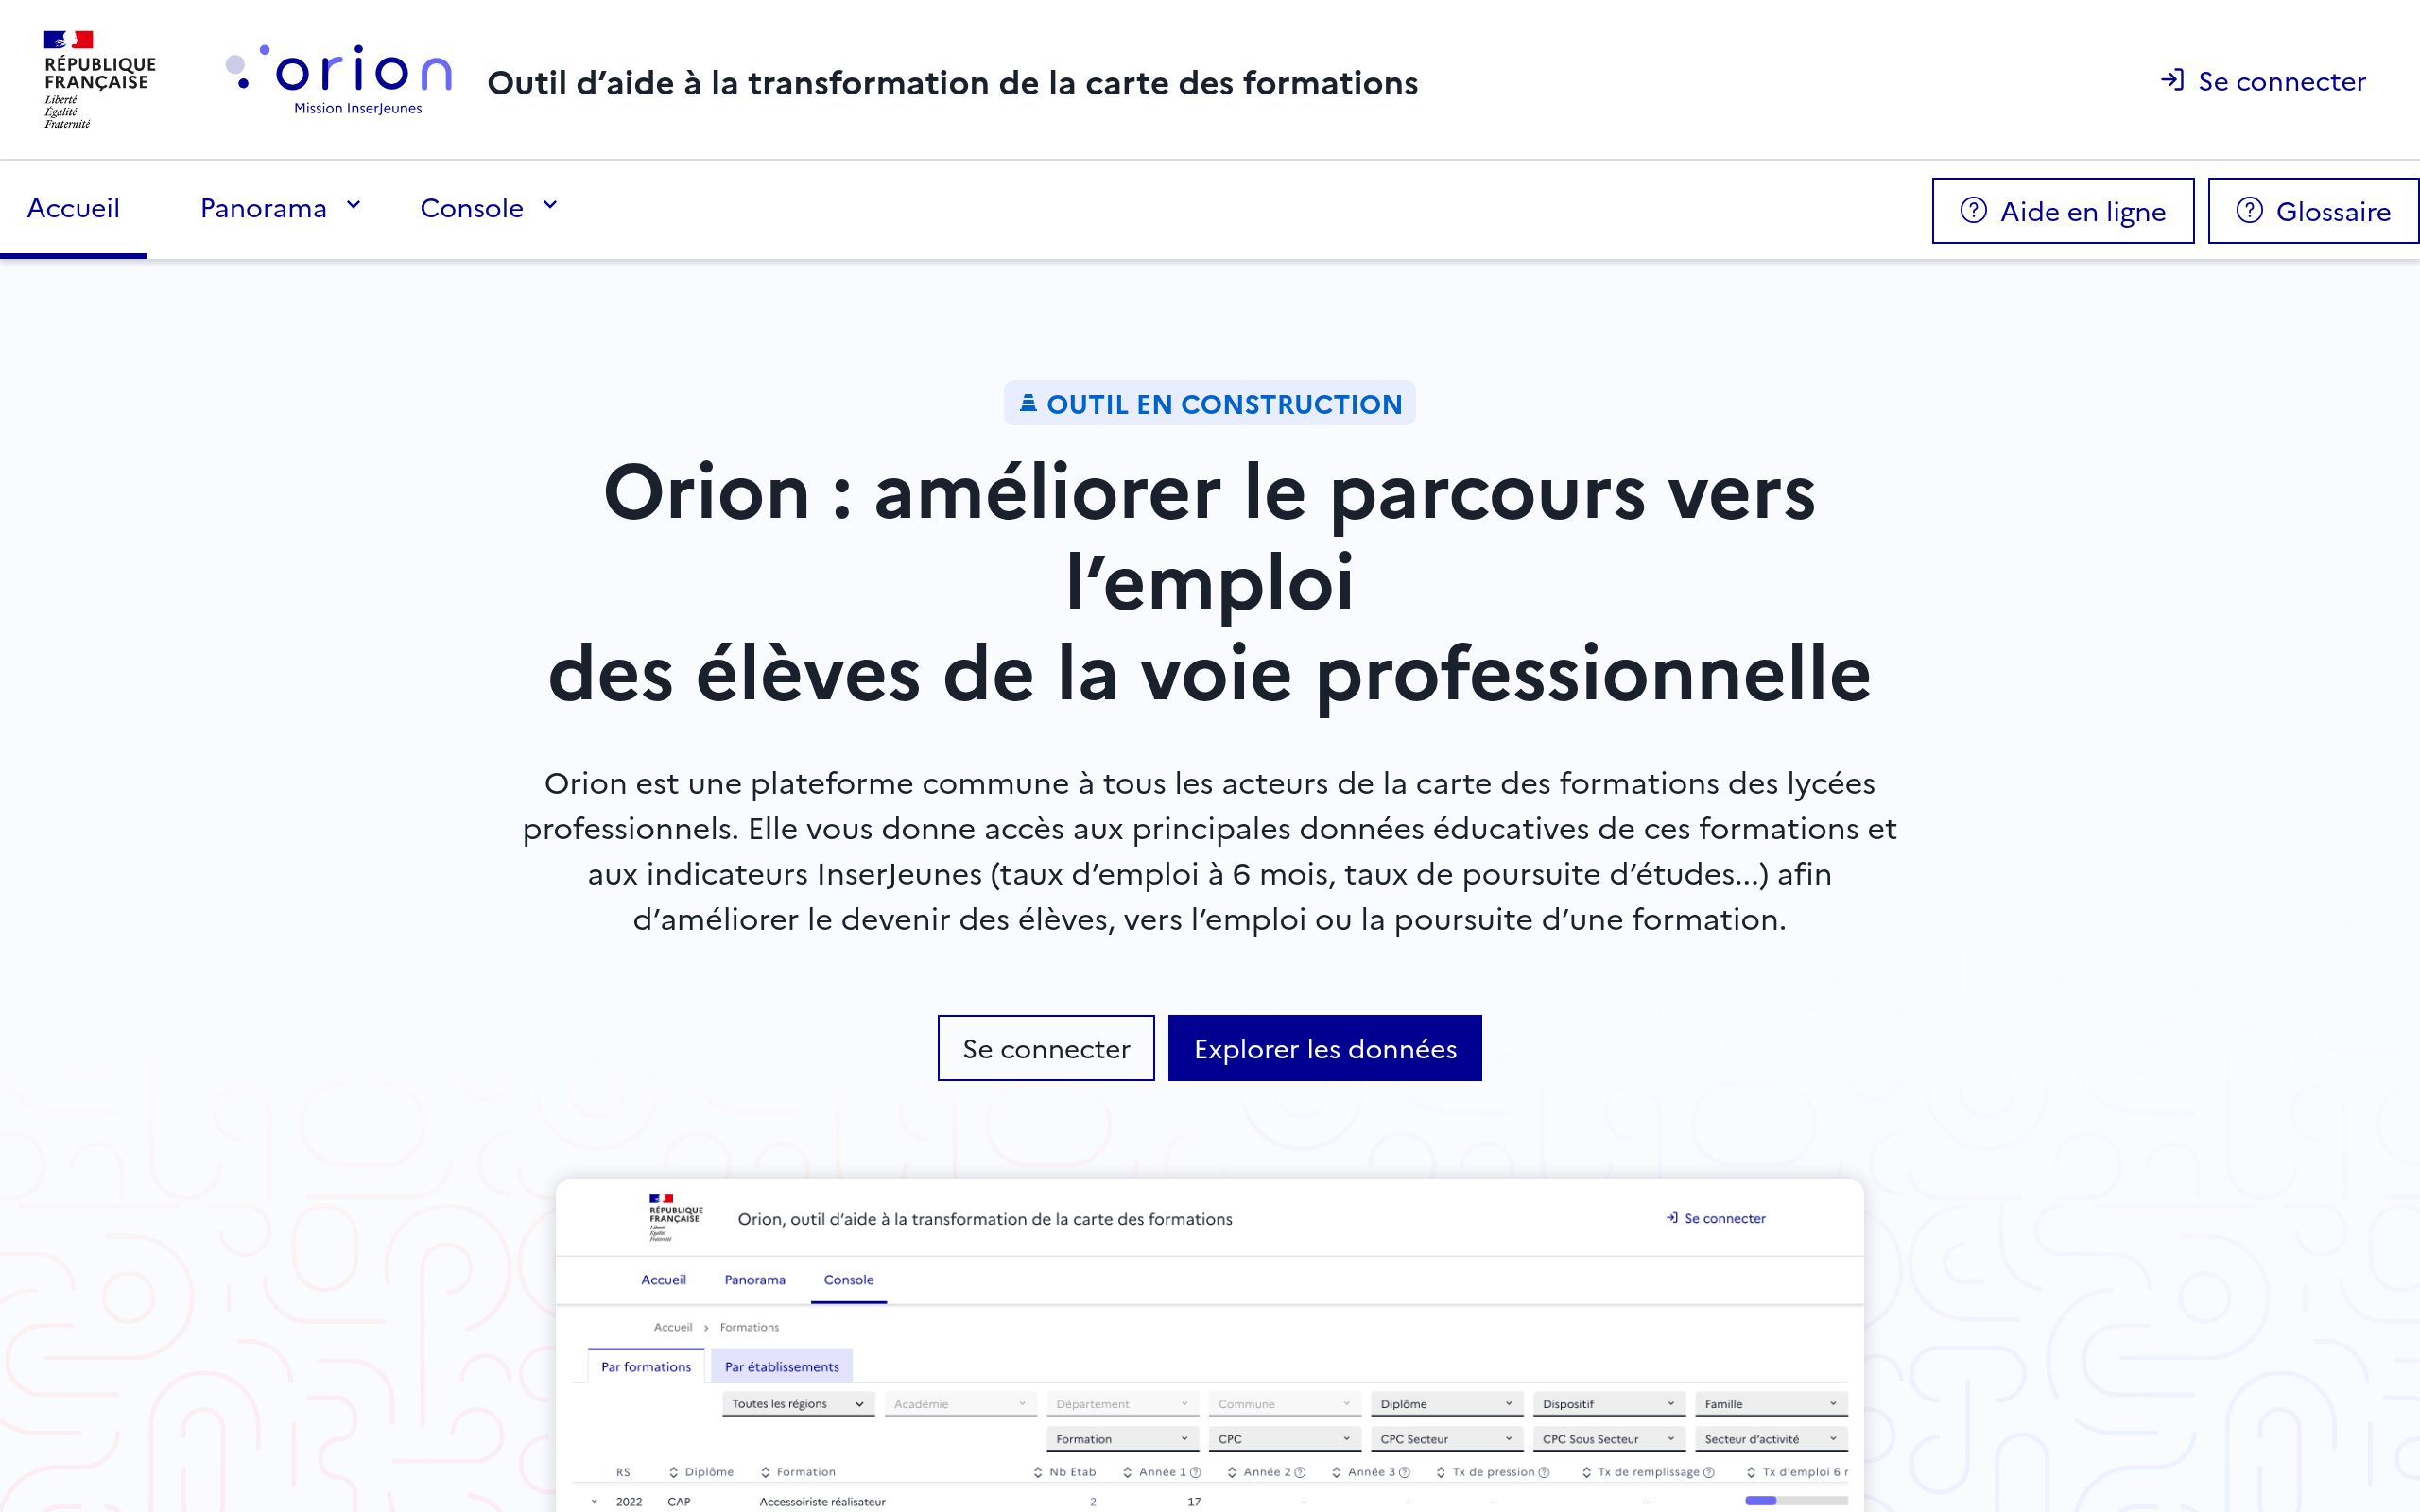 RÉPUBLIQUE
FRANÇAISE
Liberté
Égalité
Fraternité
orion
Mission InserJeunes
Outil d’aide à la transformation de la carte des formations
Se connecter
Accueil
Panorama
Console
Aide en ligne
Glossaire
OUTIL EN CONSTRUCTION
Orion : améliorer le parcours vers
l’emploi
des élèves de la voie professionnelle
Orion est une plateforme commune à tous les acteurs de la carte des formations des lycées
professionnels. Elle vous donne accès aux principales données éducatives de ces formations et
aux indicateurs InserJeunes (taux d’emploi à 6 mois, taux de poursuite d’études...) afin
d’améliorer le devenir des élèves, vers l’emploi ou la poursuite d’une formation.
Se connecter
Explorer les données
RÉPUBLIQUE
FRANÇAISE
Liberté
Égalité
Fraternité
Orion, outil d’aide à la transformation de la carte des formations
Se connecter
Accueil
Panorama
Console
Accueil > Formations
Par formations
Par établissements
Toutes les régions Académie Département Commune Diplôme Dispositif Famille
Formation CPC CPC Secteur CPC Sous Secteur Secteur d’activité
RS Diplôme Formation Nb Etab Année 1 Année 2 Année 3 Tx de pression Tx de remplissage Tx d’emploi 6
2022 CAP Accessoiriste réalisateur 2 17 - - - -